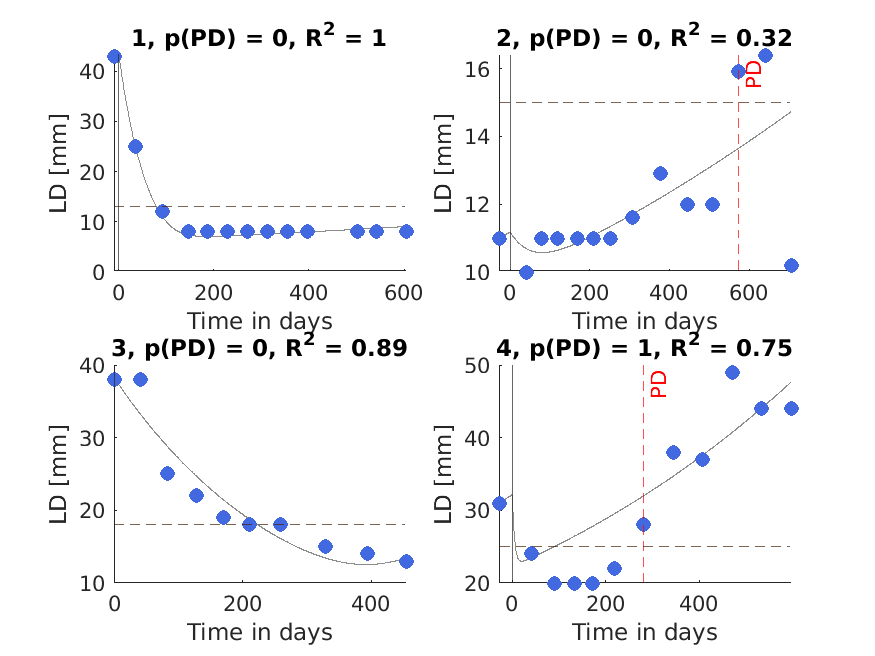 1, p(PD) = 0, R² = 1
40
30
20
10
0
LD [mm]
0 200 400 600
Time in days
2, p(PD) = 0, R² = 0.32
16
14
12
10
LD [mm]
PD
0 200 400 600
Time in days
3, p(PD) = 0, R² = 0.89
40
30
20
10
LD [mm]
0 200 400
Time in days
4, p(PD) = 1, R² = 0.75
50
40
30
20
LD [mm]
PD
0 200 400
Time in days